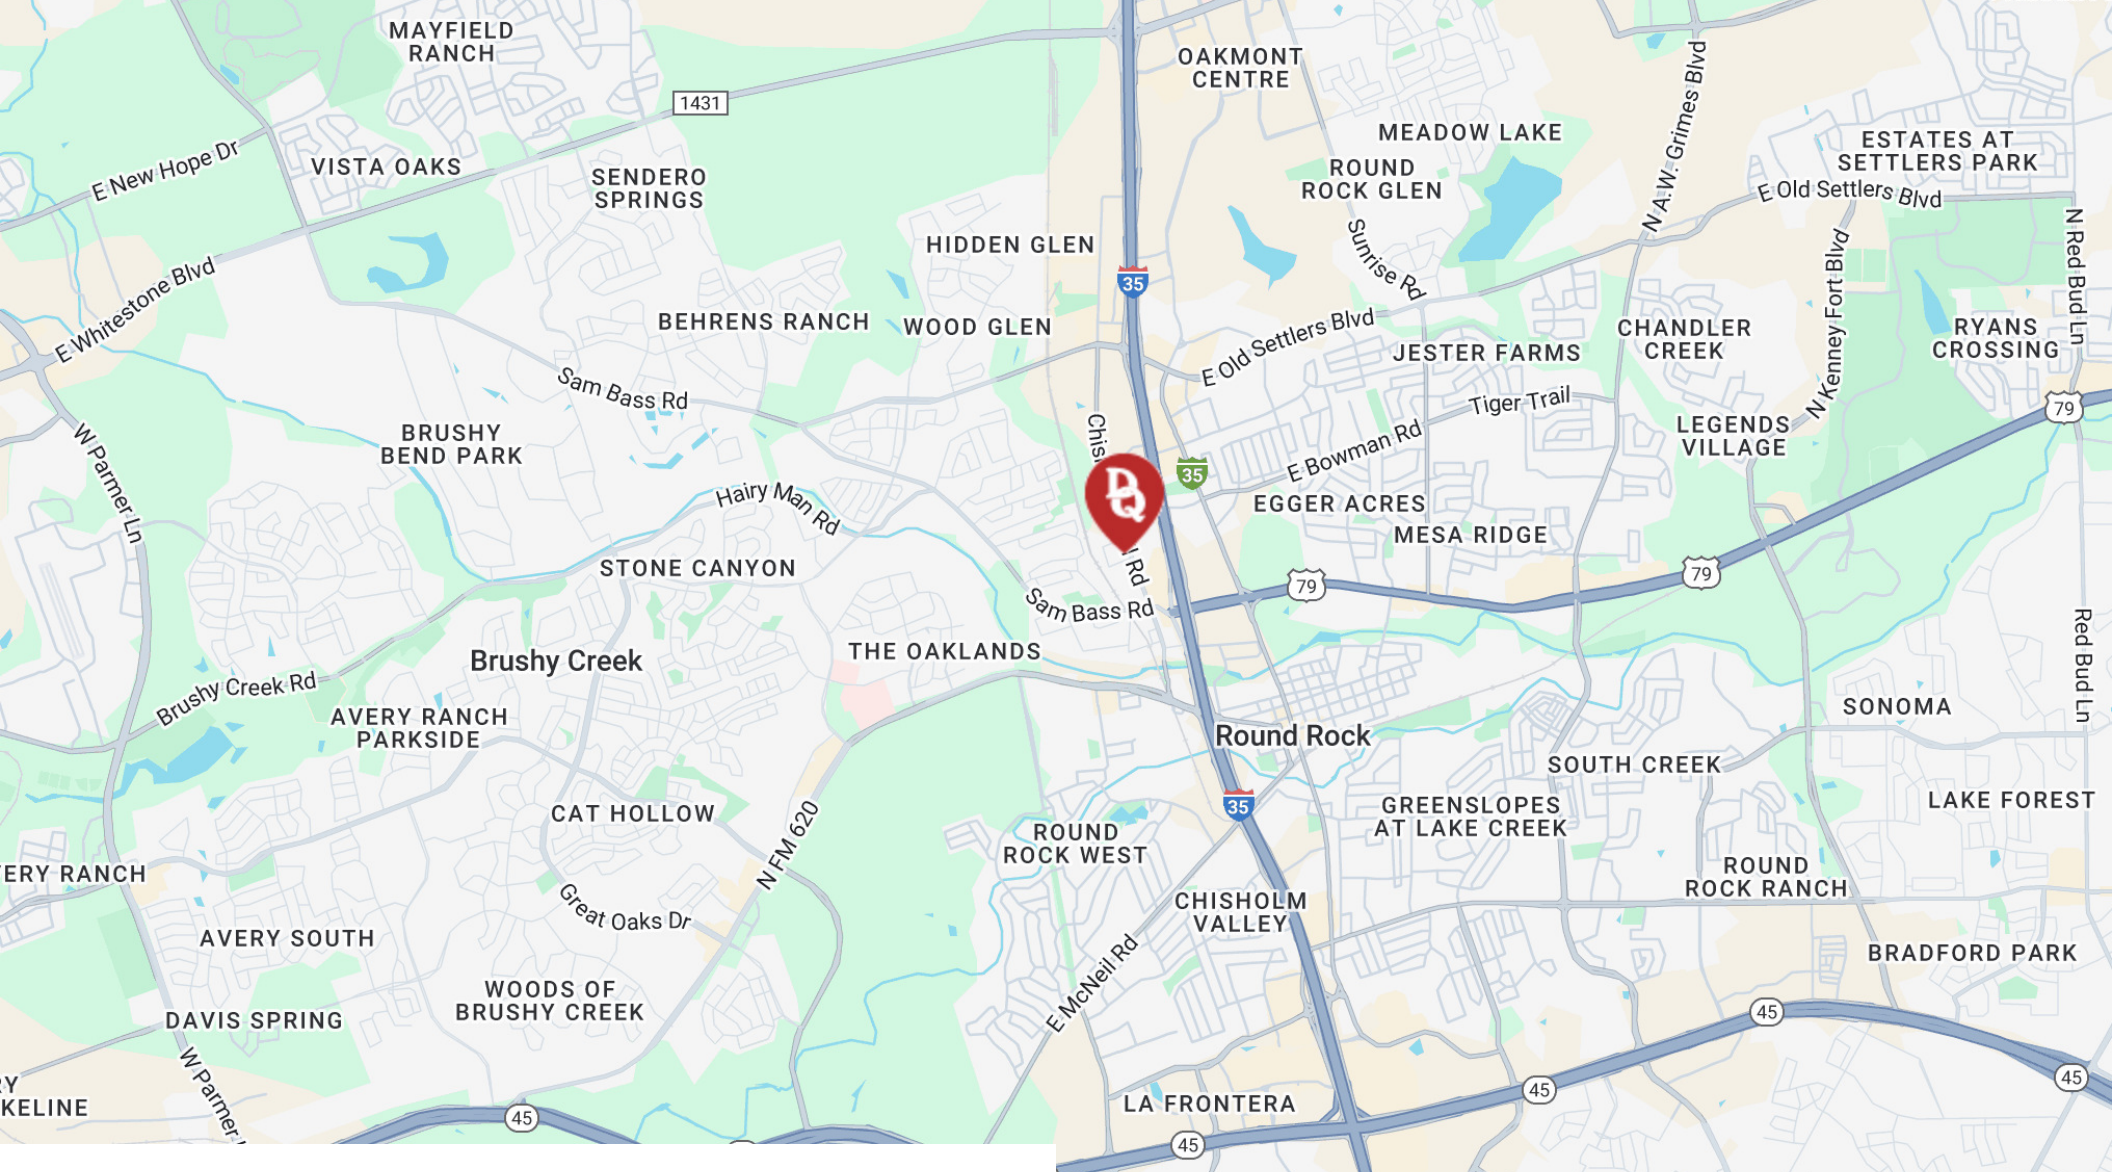 MAYFIELD
RANCH
OAKMONT
CENTRE
1431
N A.W. Grimes Blvd
MEADOW LAKE
ESTATES AT
SETTLERS PARK
E New Hope Dr
VISTA OAKS
SENDERO
SPRINGS
ROUND
ROCK GLEN
E Old Settlers Blvd
HIDDEN GLEN
Sunrise Rd
N Red Bud Ln
E Whitestone Blvd
35
N Kenney Fort Blvd
BEHRENS RANCH
WOOD GLEN
E Old Settlers Blvd
JESTER FARMS
CHANDLER
CREEK
RYANS
CROSSING
Sam Bass Rd
Tiger Trail
79
W Parmer Ln
BRUSHY
BEND PARK
E Bowman Rd
LEGENDS
VILLAGE
35
DQ
Hairy Man Rd
EGGER ACRES
MESA RIDGE
STONE CANYON
Rd
79
79
Sam Bass Rd
Brushy Creek
THE OAKLANDS
Red Bud Ln
Brushy Creek Rd
AVERY RANCH
PARKSIDE
SONOMA
Round Rock
SOUTH CREEK
35
CAT HOLLOW
GREENSLOPES
AT LAKE CREEK
LAKE FOREST
N FM 620
ROUND
ROCK WEST
ERY RANCH
ROUND
ROCK RANCH
Great Oaks Dr
CHISHOLM
VALLEY
AVERY SOUTH
BRADFORD PARK
E McNeil Rd
WOODS OF
BRUSHY CREEK
DAVIS SPRING
45
W Parmer
RY
KELINE
45
45
45
LA FRONTERA
45